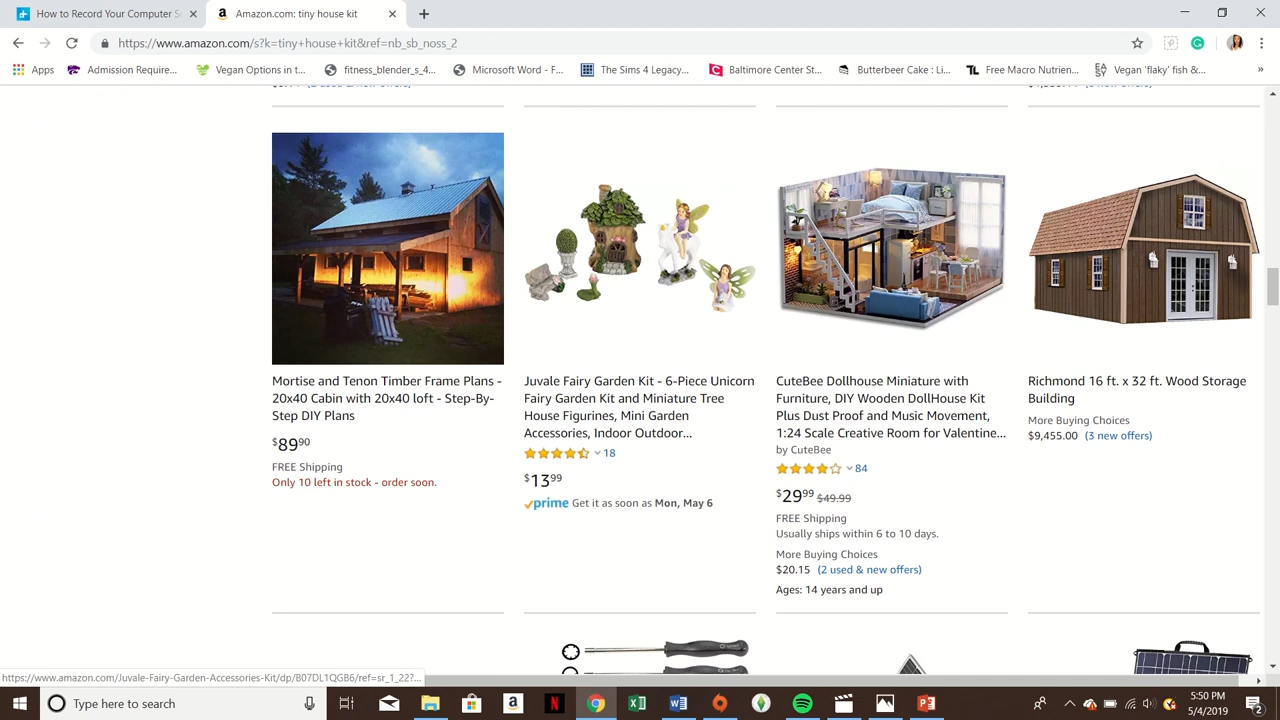 How to Record Your Computer S
Amazon.com: tiny house kit
https://www.amazon.com/s?k=tiny+house+kit&ref=nb_sb_noss_2
Apps
Admission Require...
Vegan Options in t...
fitness_blender_s_4...
Microsoft Word - F...
The Sims 4 Legacy...
Baltimore Center St...
Butterbeer Cake : Li...
Free Macro Nutrien...
Vegan 'flaky' fish &...
»
Mortise and Tenon Timber Frame Plans -
20x40 Cabin with 20x40 loft - Step-By-
Step DIY Plans
$8990
FREE Shipping
Only 10 left in stock - order soon.
Juvale Fairy Garden Kit - 6-Piece Unicorn
Fairy Garden Kit and Miniature Tree
House Figurines, Mini Garden
Accessories, Indoor Outdoor...
18
$1399
prime Get it as soon as Mon, May 6
CuteBee Dollhouse Miniature with
Furniture, DIY Wooden DollHouse Kit
Plus Dust Proof and Music Movement,
1:24 Scale Creative Room for Valentine...
by CuteBee
84
$2999 $49.99
FREE Shipping
Usually ships within 6 to 10 days.
More Buying Choices
$20.15 (2 used & new offers)
Ages: 14 years and up
Richmond 16 ft. x 32 ft. Wood Storage
Building
More Buying Choices
$9,455.00 (3 new offers)
https://www.amazon.com/Juvale-Fairy-Garden-Accessories-Kit/dp/B07DL1QGB6/ref=sr_1_22?...
Type here to search
5:50 PM
5/4/2019
2